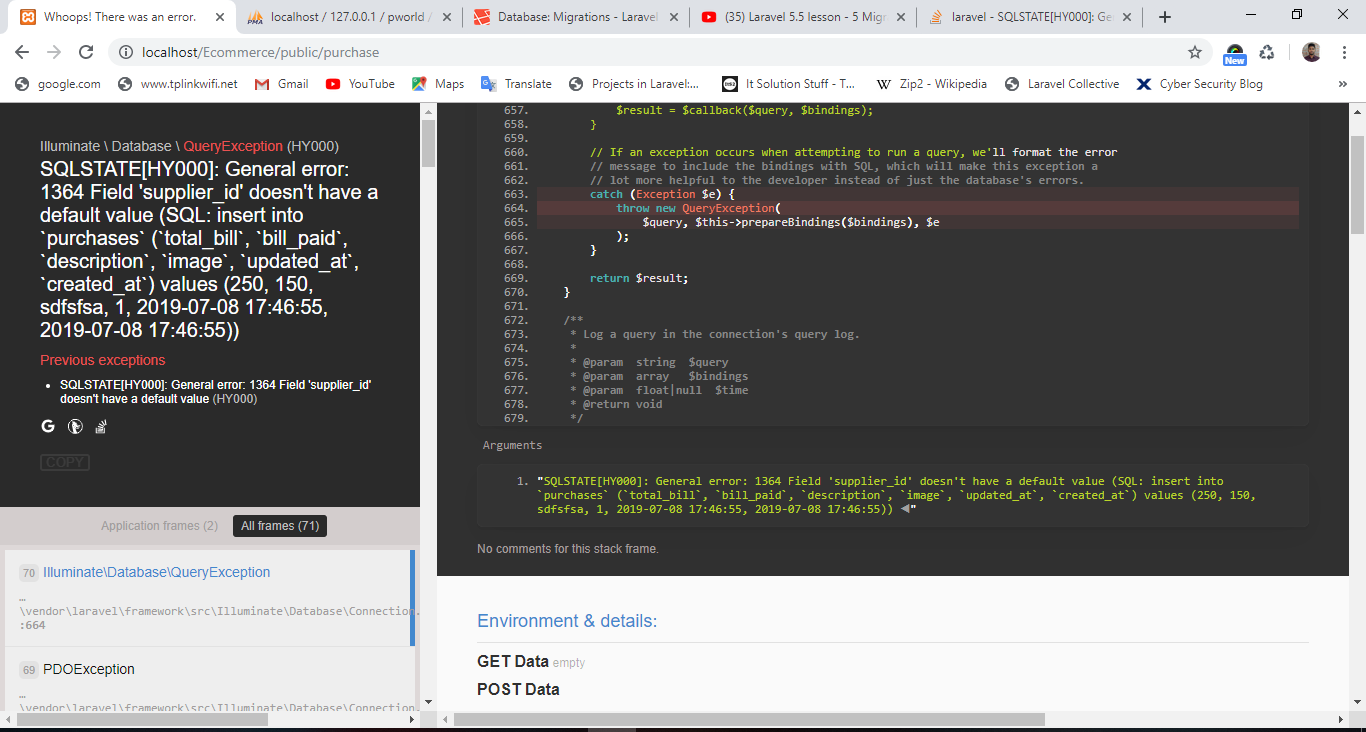 Whoops! There was an error.
localhost / 127.0.0.1 / pworld /
Database: Migrations - Laravel
(35) Laravel 5.5 lesson - 5 Migr
laravel - SQLSTATE[HY000]: Ge
localhost/Ecommerce/public/purchase
New
google.com
www.tplinkwifi.net
Gmail
YouTube
Maps
Translate
Projects in Laravel:...
It Solution Stuff - T...
Zip2 - Wikipedia
Laravel Collective
Cyber Security Blog
»
Illuminate \ Database \ QueryException (HY000)
SQLSTATE[HY000]: General error:
1364 Field 'supplier_id' doesn't have a
default value (SQL: insert into
`purchases` (`total_bill`, `bill_paid`,
`description`, `image`, `updated_at`,
`created_at`) values (250, 150,
sdfsfsa, 1, 2019-07-08 17:46:55,
2019-07-08 17:46:55))
Previous exceptions
• SQLSTATE[HY000]: General error: 1364 Field 'supplier_id'
doesn't have a default value (HY000)
COPY
Application frames (2) All frames (71)
70 Illuminate\Database\QueryException
…
\vendor\laravel\framework\src\Illuminate\Database\Connection.
:664
69 PDOException
…
\vendor\laravel\framework\src\Illuminate\Database\Connection.
657. $result = $callback($query, $bindings);
658. }
659.
660. // If an exception occurs when attempting to run a query, we'll format the error
661. // message to include the bindings with SQL, which will make this exception a
662. // lot more helpful to the developer instead of just the database's errors.
663. catch (Exception $e) {
664. throw new QueryException(
665. $query, $this->prepareBindings($bindings), $e
666. );
667. }
668.
669. return $result;
670. }
671.
672. /**
673. * Log a query in the connection's query log.
674. *
675. * @param string $query
676. * @param array $bindings
677. * @param float|null $time
678. * @return void
679. */
Arguments
1. "SQLSTATE[HY000]: General error: 1364 Field 'supplier_id' doesn't have a default value (SQL: insert into
`purchases` (`total_bill`, `bill_paid`, `description`, `image`, `updated_at`, `created_at`) values (250, 150,
sdfsfsa, 1, 2019-07-08 17:46:55, 2019-07-08 17:46:55)) ◀"
No comments for this stack frame.
Environment & details:
GET Data empty
POST Data